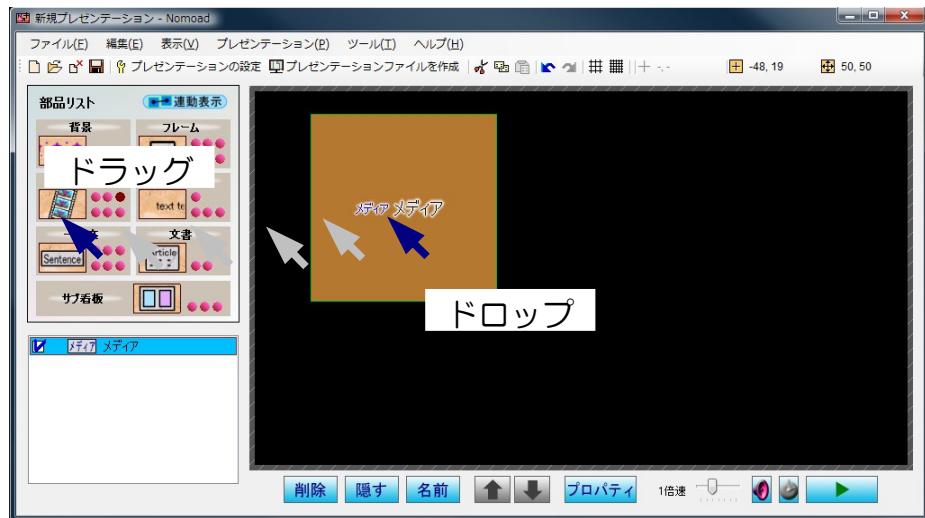 新規プレゼンテーション - Nomoad
ファイル(F) 編集(E) 表示(V) プレゼンテーション(P) ツール(T) ヘルプ(H)
プレゼンテーションの設定 プレゼンテーションファイルを作成 -,- -48, 19 50, 50
部品リスト 連動表示
背景 フレーム
ドラッグ
text te
メディア メディア
文書
Sentence
サブ看板
ドロップ
メディア メディア
削除 隠す 名前 プロパティ 1倍速